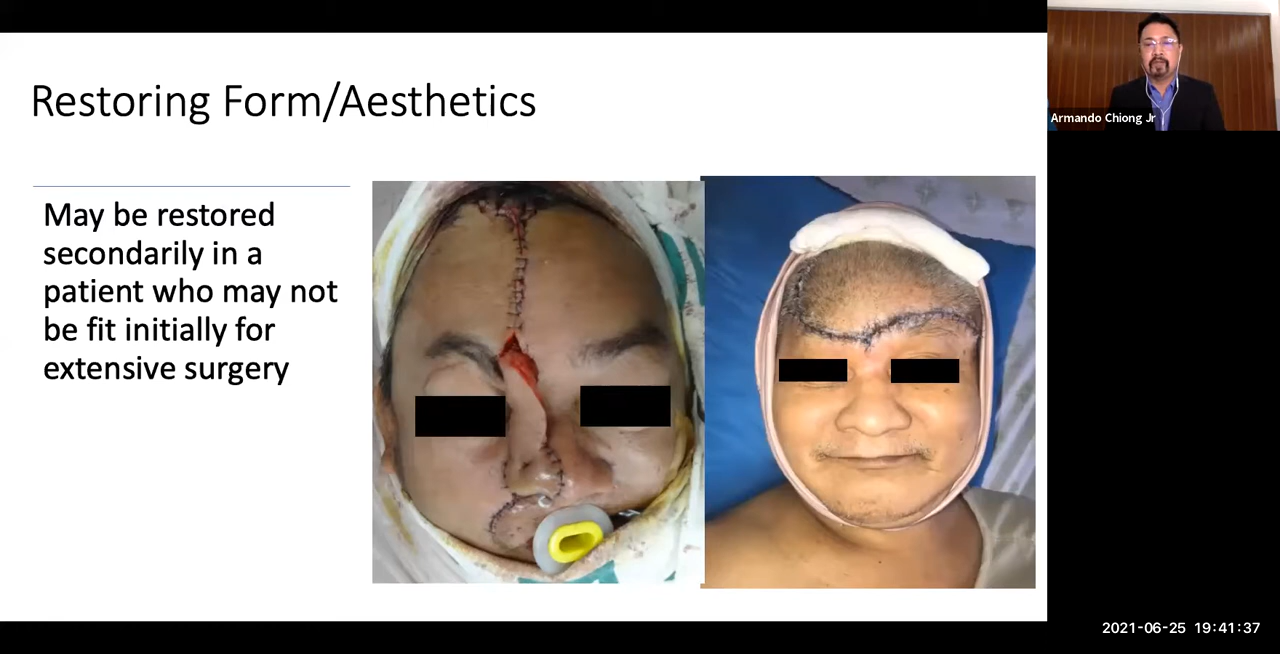 Restoring Form/Aesthetics
May be restored
secondarily in a
patient who may not
be fit initially for
extensive surgery
Armando Chiong Jr
2021-06-25 19:41:37